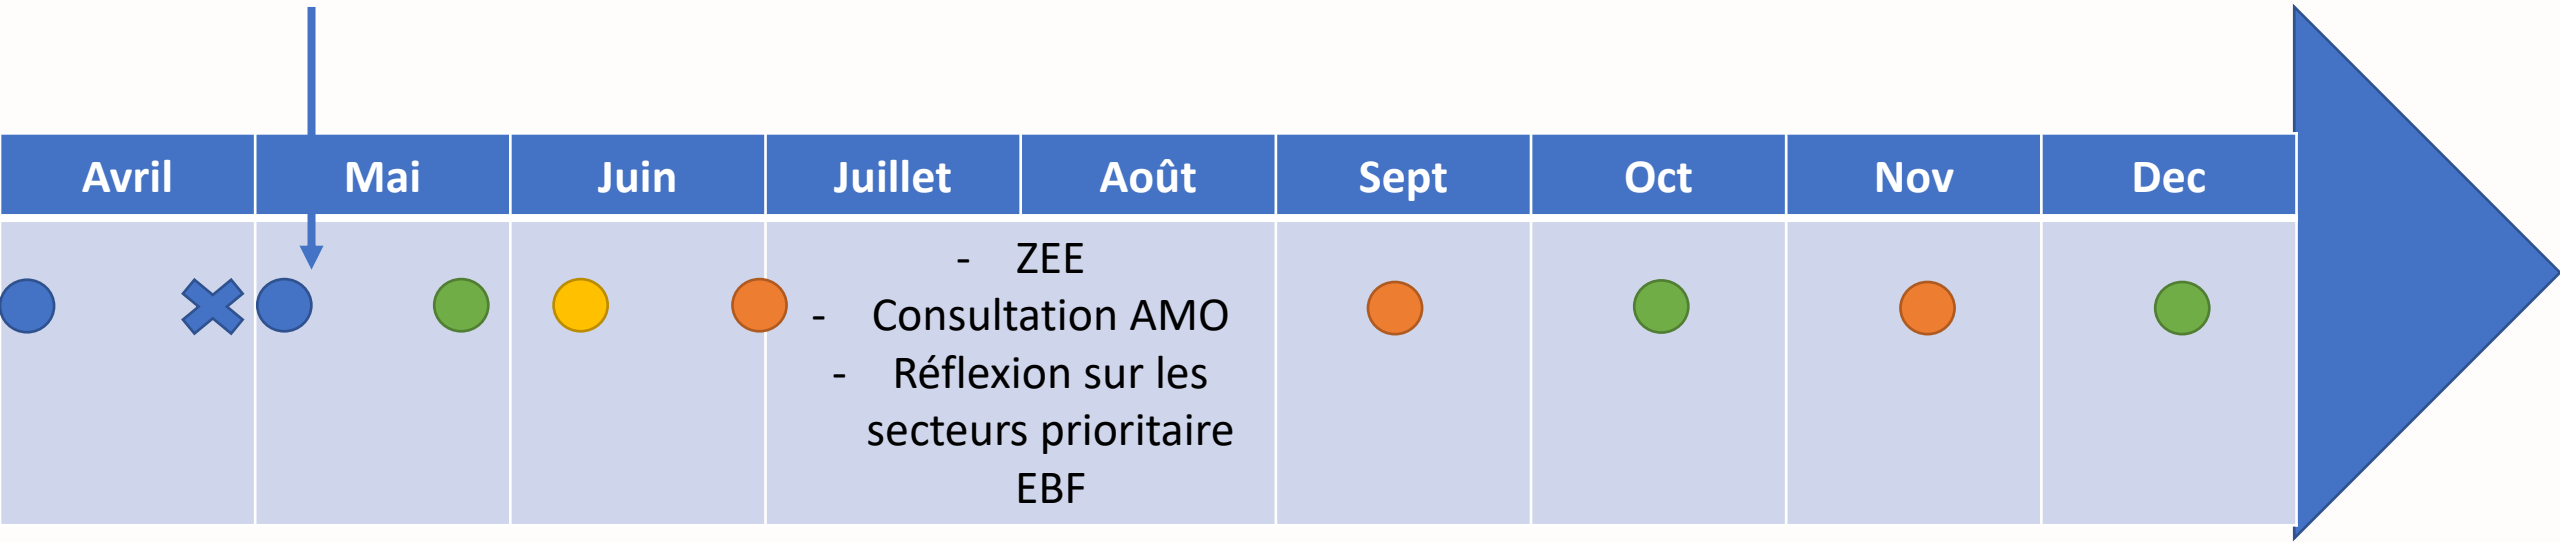 Avril Mai Juin Juillet Août Sept Oct Nov Dec
- ZEE
- Consultation AMO
- Réflexion sur les
secteurs prioritaire
EBF